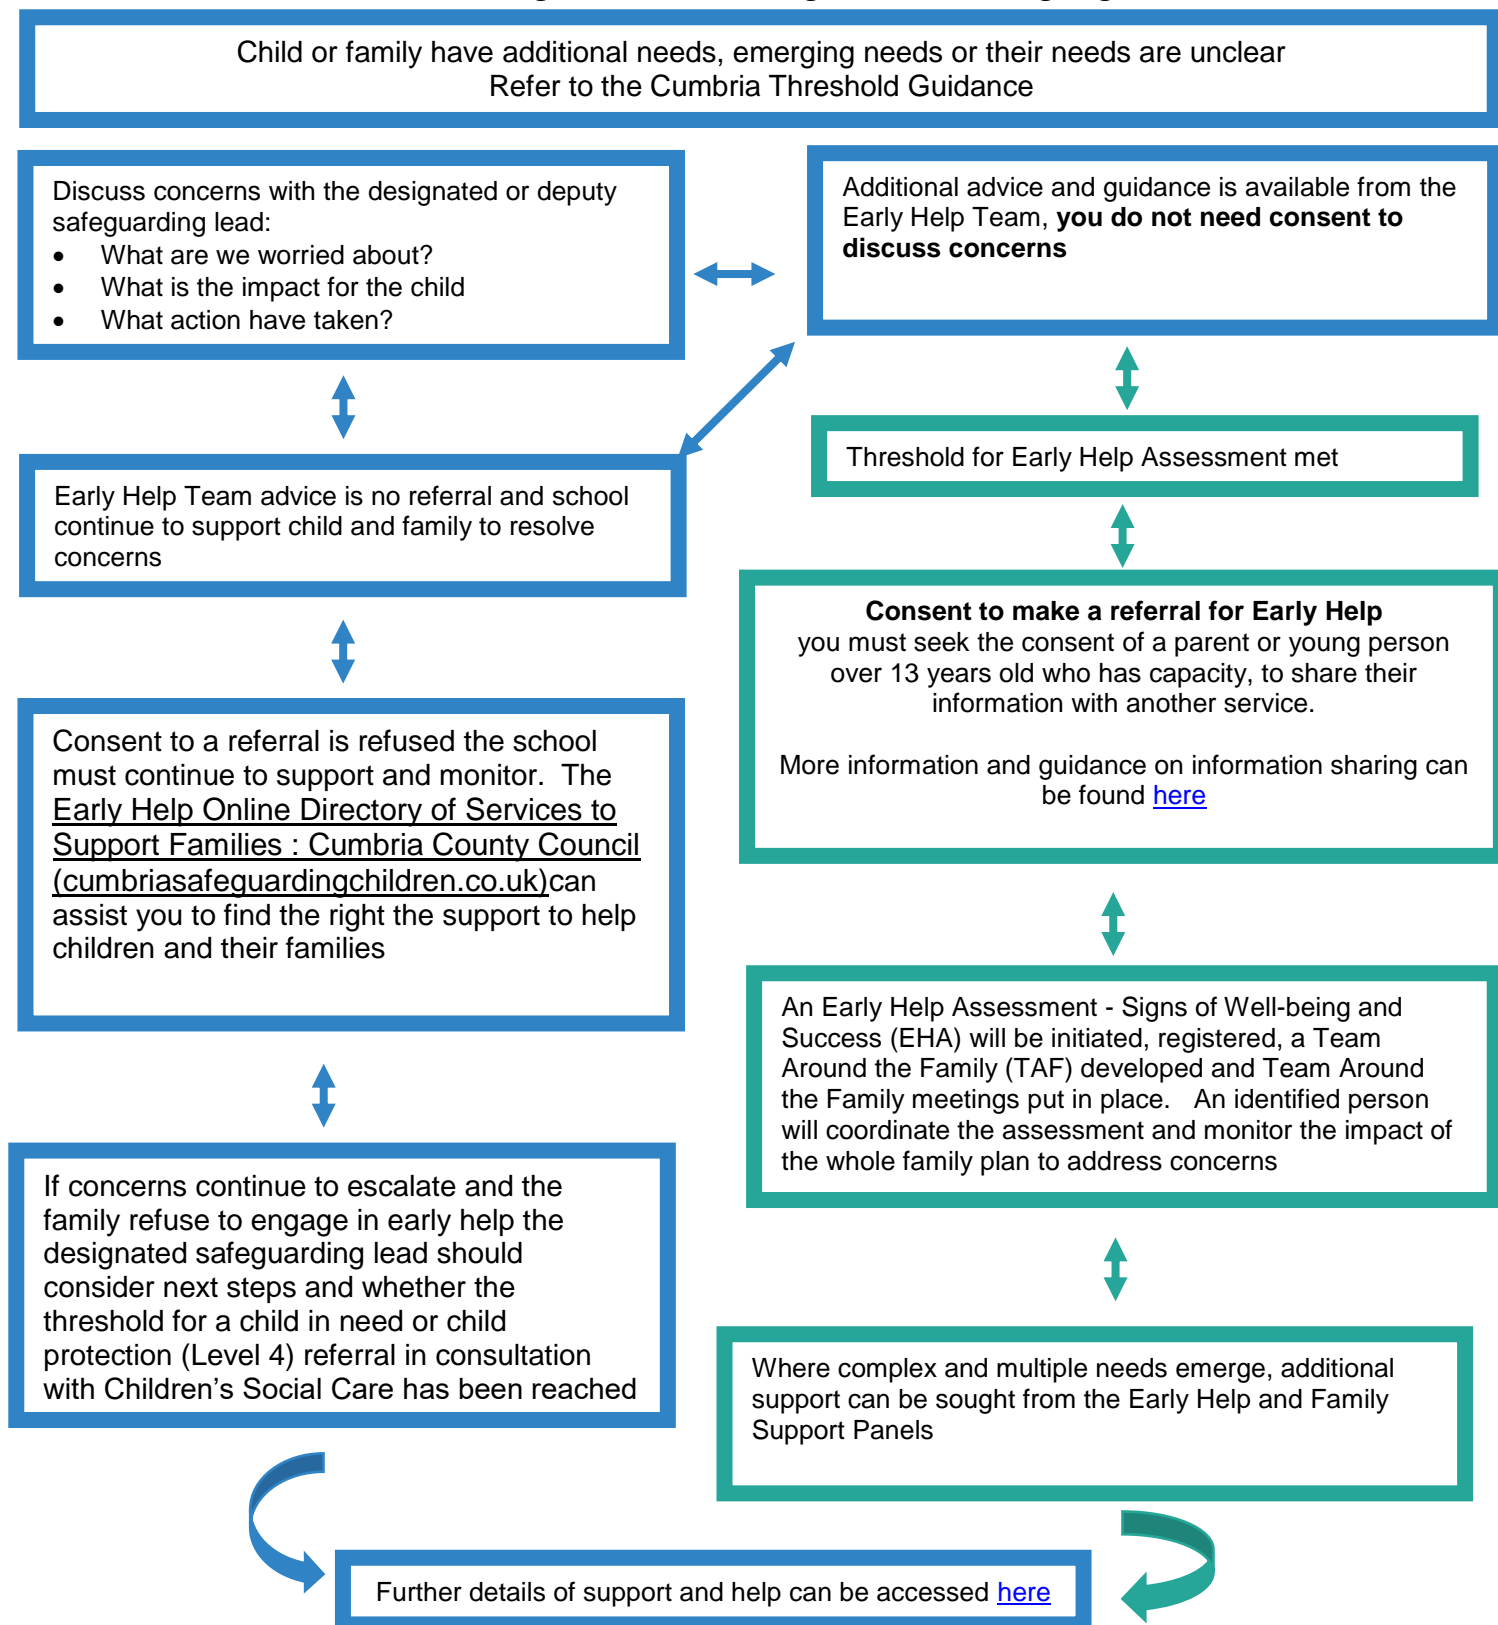 Child or family have additional needs, emerging needs or their needs are unclear
Refer to the Cumbria Threshold Guidance
Discuss concerns with the designated or deputy
safeguarding lead:
• What are we worried about?
• What is the impact for the child
• What action have taken?
Additional advice and guidance is available from the
Early Help Team, you do not need consent to
discuss concerns
Early Help Team advice is no referral and school
continue to support child and family to resolve
concerns
Threshold for Early Help Assessment met
Consent to make a referral for Early Help
you must seek the consent of a parent or young person
over 13 years old who has capacity, to share their
information with another service.
More information and guidance on information sharing can
be found here
Consent to a referral is refused the school
must continue to support and monitor. The
Early Help Online Directory of Services to
Support Families : Cumbria County Council
(cumbriasafeguardingchildren.co.uk)can
assist you to find the right the support to help
children and their families
An Early Help Assessment - Signs of Well-being and
Success (EHA) will be initiated, registered, a Team
Around the Family (TAF) developed and Team Around
the Family meetings put in place. An identified person
will coordinate the assessment and monitor the impact of
the whole family plan to address concerns
If concerns continue to escalate and the
family refuse to engage in early help the
designated safeguarding lead should
consider next steps and whether the
threshold for a child in need or child
protection (Level 4) referral in consultation
with Children's Social Care has been reached
Where complex and multiple needs emerge, additional
support can be sought from the Early Help and Family
Support Panels
Further details of support and help can be accessed here